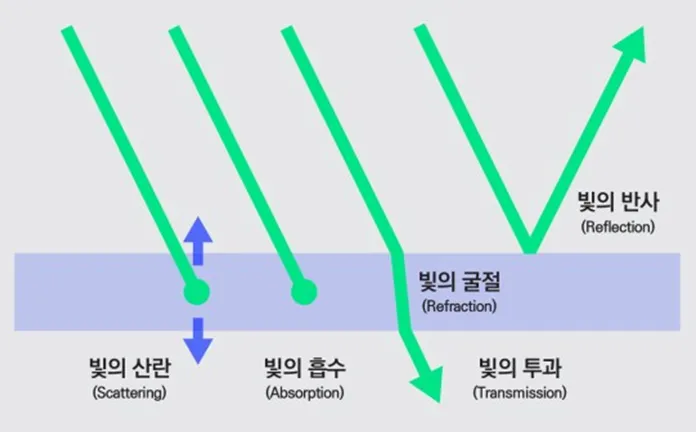 빛의 반사
(Reflection)
빛의 굴절
(Refraction)
빛의 산란
(Scattering)
빛의 흡수
(Absorption)
빛의 투과
(Transmission)